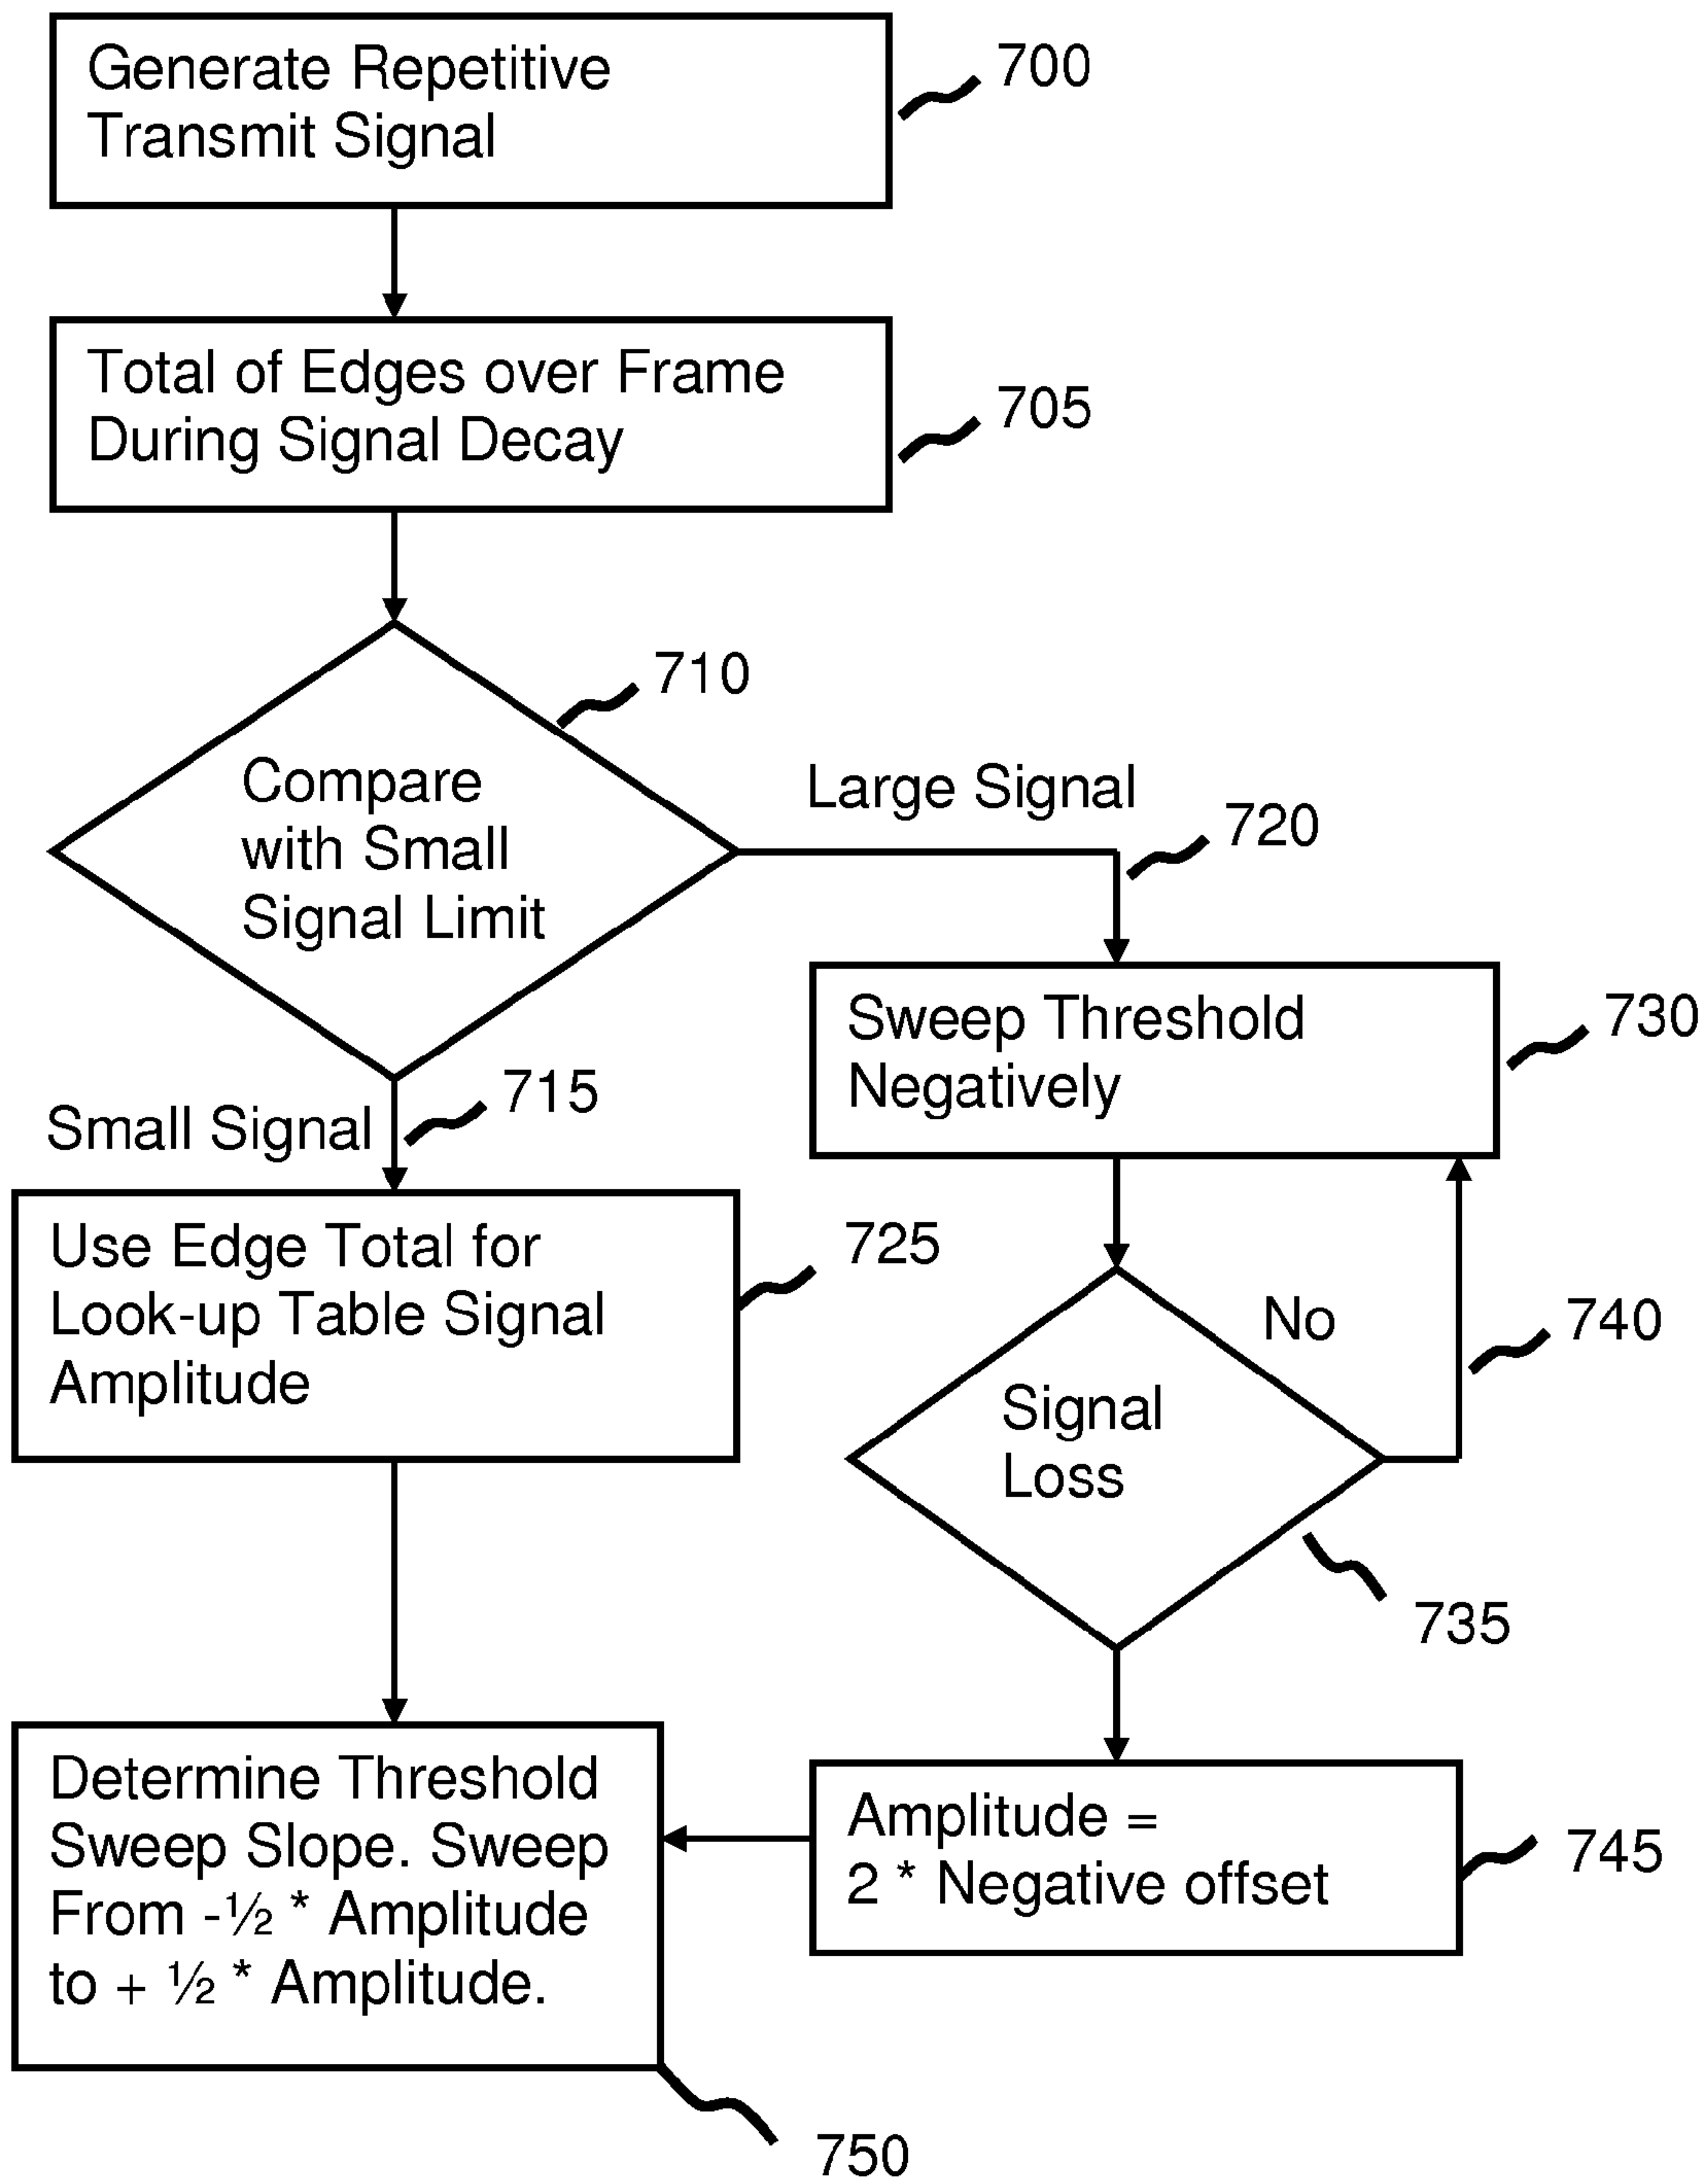 Generate Repetitive
Transmit Signal
700
Total of Edges over Frame
During Signal Decay
705
710
Compare
with Small
Signal Limit
Large Signal
720
Sweep Threshold
Negatively
730
715
Small Signal
Use Edge Total for
Look-up Table Signal
Amplitude
725
No
740
Signal
Loss
735
Determine Threshold
Sweep Slope. Sweep
From -½ * Amplitude
to + ½ * Amplitude.
Amplitude =
2 * Negative offset
745
750